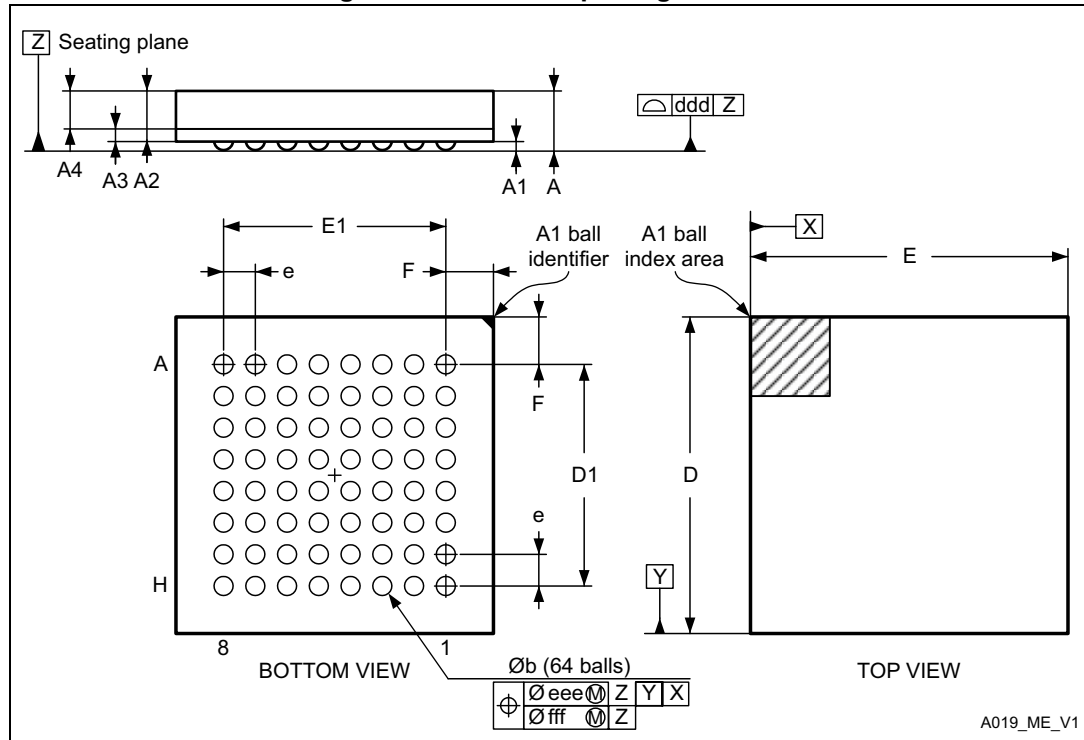 Z Seating plane
ddd Z
A4
A3
A2
A1
A
E1
e
F
A1 ball
identifier
A1 ball
index area
X
E
A
F
D1
D
e
H
Y
8
1
BOTTOM VIEW
Øb (64 balls)
TOP VIEW
Ø eee Ⓜ Z Y X
Ø fff Ⓜ Z
A019_ME_V1